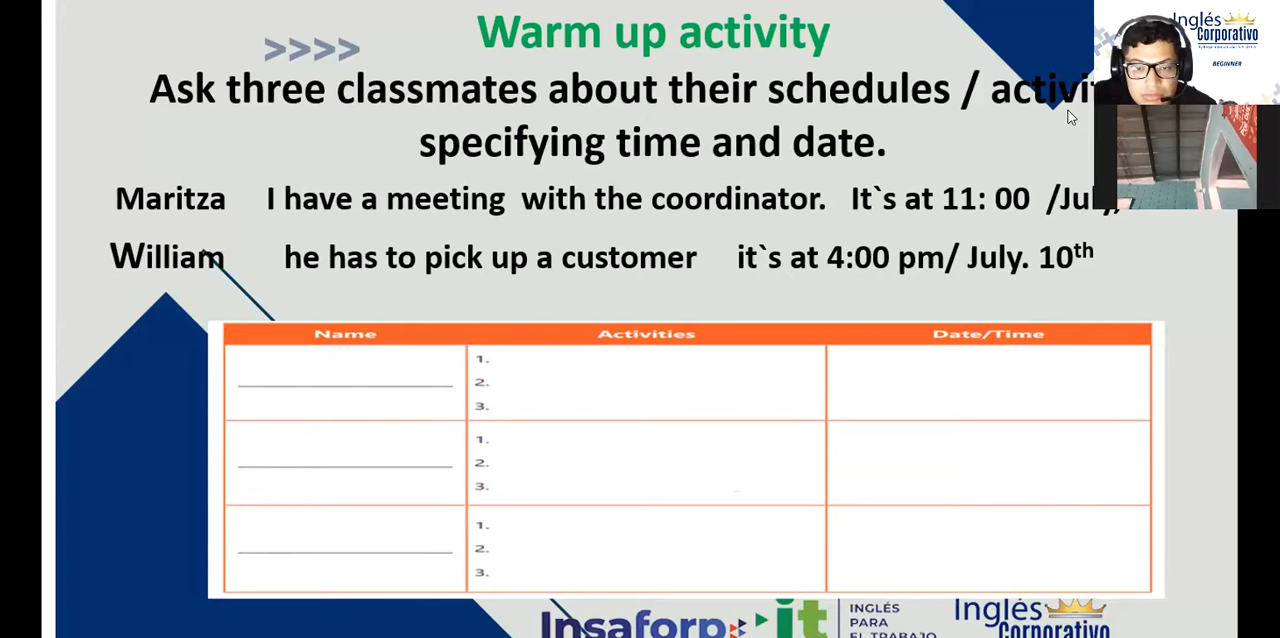 Warm up activity
>>>>
Inglés
Corporativo
BEGINNER
Ask three classmates about their schedules /
specifying time and date.
Maritza I have a meeting with the coordinator. It`s at 11: 00 /July,
William he has to pick up a customer it`s at 4:00 pm/ July. 10th
Name Activities Date/Time
1.
2.
3.
1.
2.
3.
1.
2.
3.
Insaforp it INGLÉS
PARA
EL TRABAJO
Inglés
Corporativo